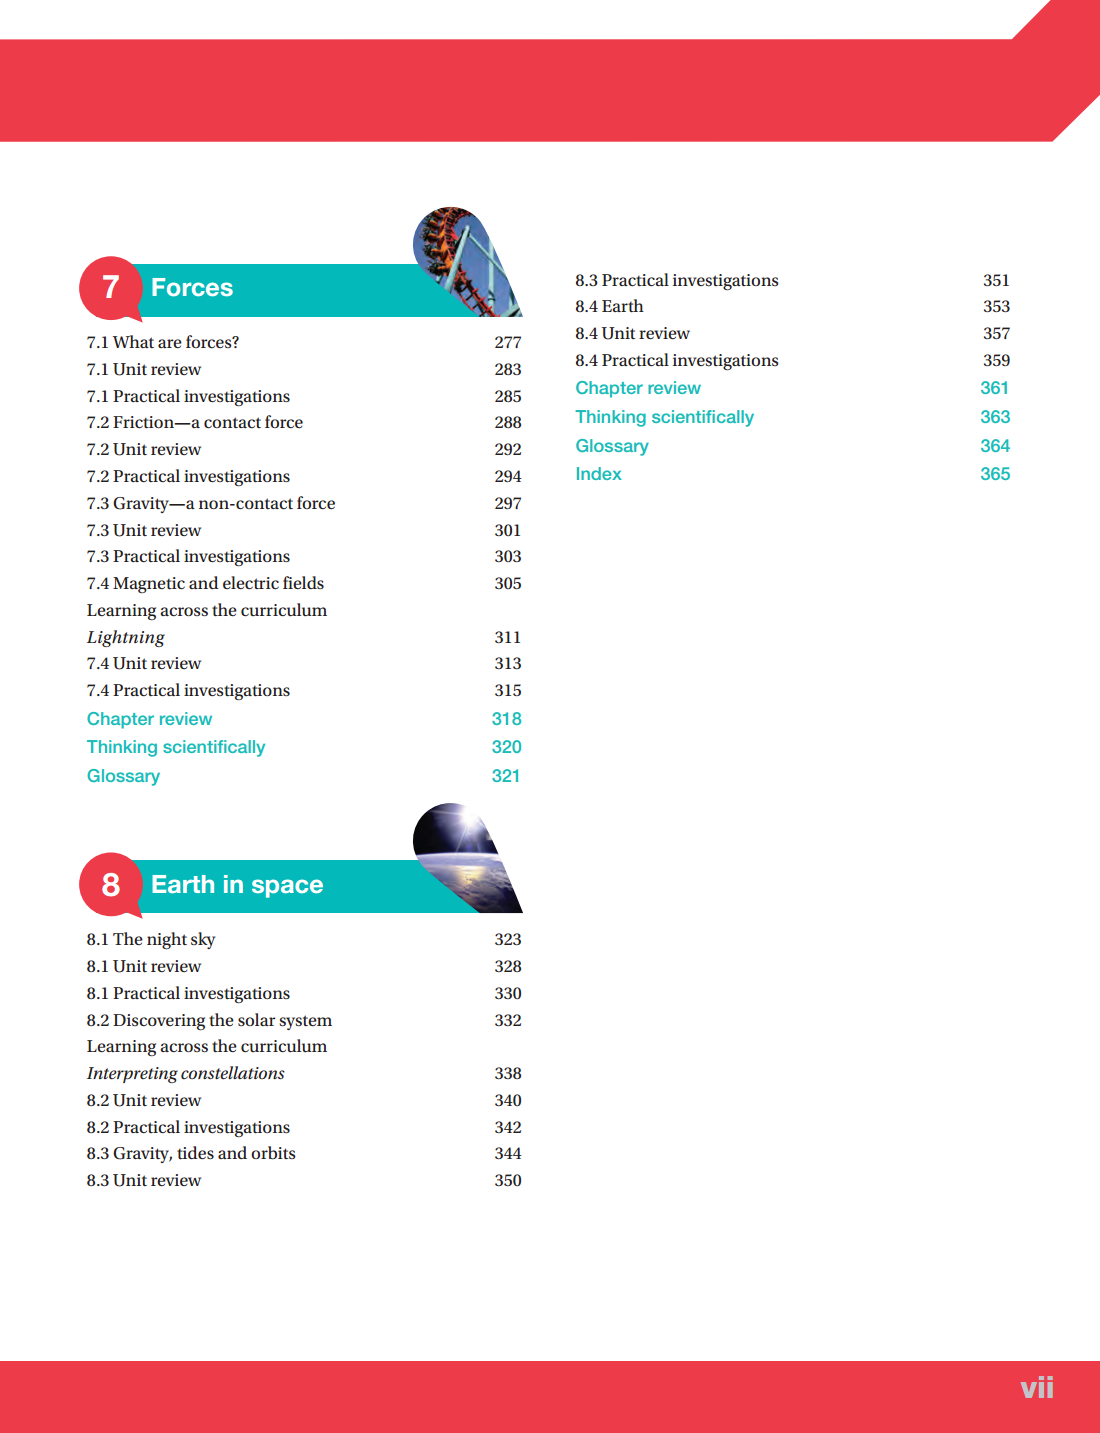 7 Forces
7.1 What are forces? 277
7.1 Unit review 283
7.1 Practical investigations 285
7.2 Friction—a contact force 288
7.2 Unit review 292
7.2 Practical investigations 294
7.3 Gravity—a non-contact force 297
7.3 Unit review 301
7.3 Practical investigations 303
7.4 Magnetic and electric fields 305
Learning across the curriculum
Lightning 311
7.4 Unit review 313
7.4 Practical investigations 315
Chapter review 318
Thinking scientifically 320
Glossary 321
8 Earth in space
8.1 The night sky 323
8.1 Unit review 328
8.1 Practical investigations 330
8.2 Discovering the solar system 332
Learning across the curriculum
Interpreting constellations 338
8.2 Unit review 340
8.2 Practical investigations 342
8.3 Gravity, tides and orbits 344
8.3 Unit review 350
8.3 Practical investigations 351
8.4 Earth 353
8.4 Unit review 357
8.4 Practical investigations 359
Chapter review 361
Thinking scientifically 363
Glossary 364
Index 365
vii